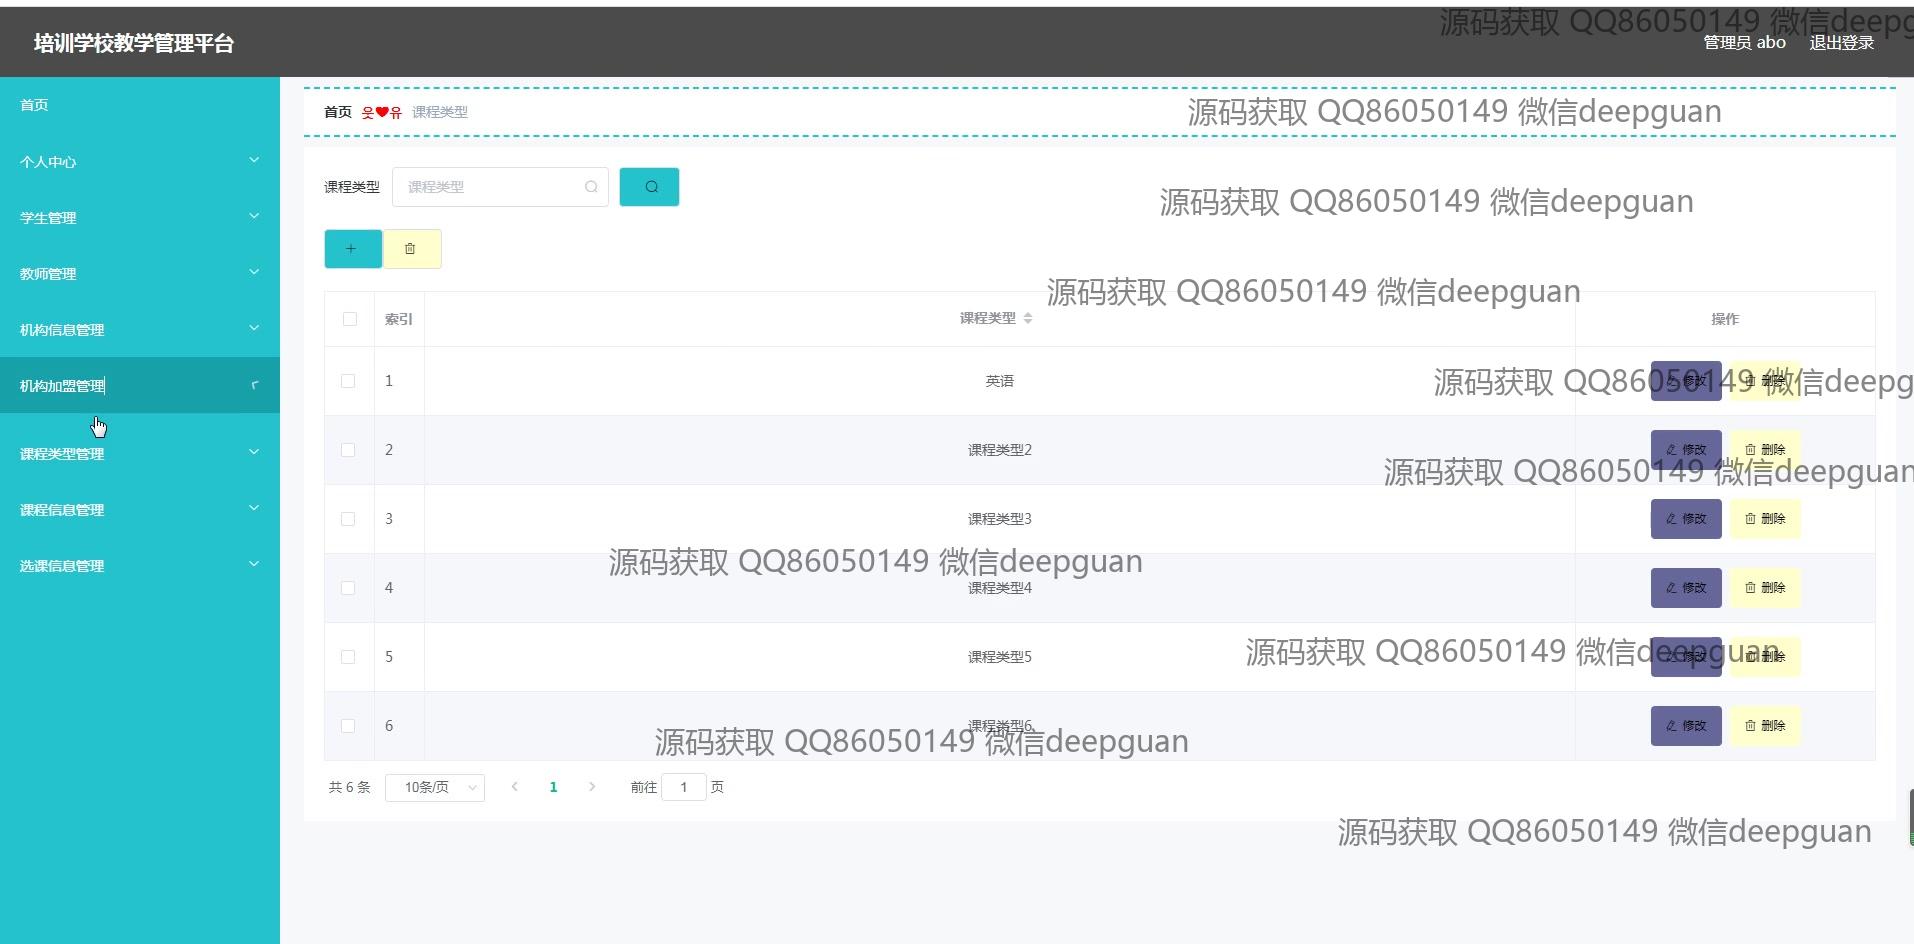 源码获取 QQ86050149 微信deepg
培训学校教学管理平台
管理员 abo 退出登录
首页
个人中心
学生管理
教师管理
机构信息管理
机构加盟管理
课程类型管理
课程信息管理
选课信息管理
首页 웃❤유 课程类型
源码获取 QQ86050149 微信deepguan
课程类型 课程类型
源码获取 QQ86050149 微信deepguan
源码获取 QQ86050149 微信deepguan
索引 课程类型 操作
1 英语 修改 删除
源码获取 QQ86050149 微信deepg
2 课程类型2 修改 删除
源码获取 QQ86050149 微信deepguan
3 课程类型3 修改 删除
源码获取 QQ86050149 微信deepguan
4 课程类型4 修改 删除
源码获取 QQ86050149 微信deepguan
5 课程类型5 修改 删除
6 课程类型6 修改 删除
源码获取 QQ86050149 微信deepguan
共 6 条 10条/页 1 前往 1 页
源码获取 QQ86050149 微信deepguan